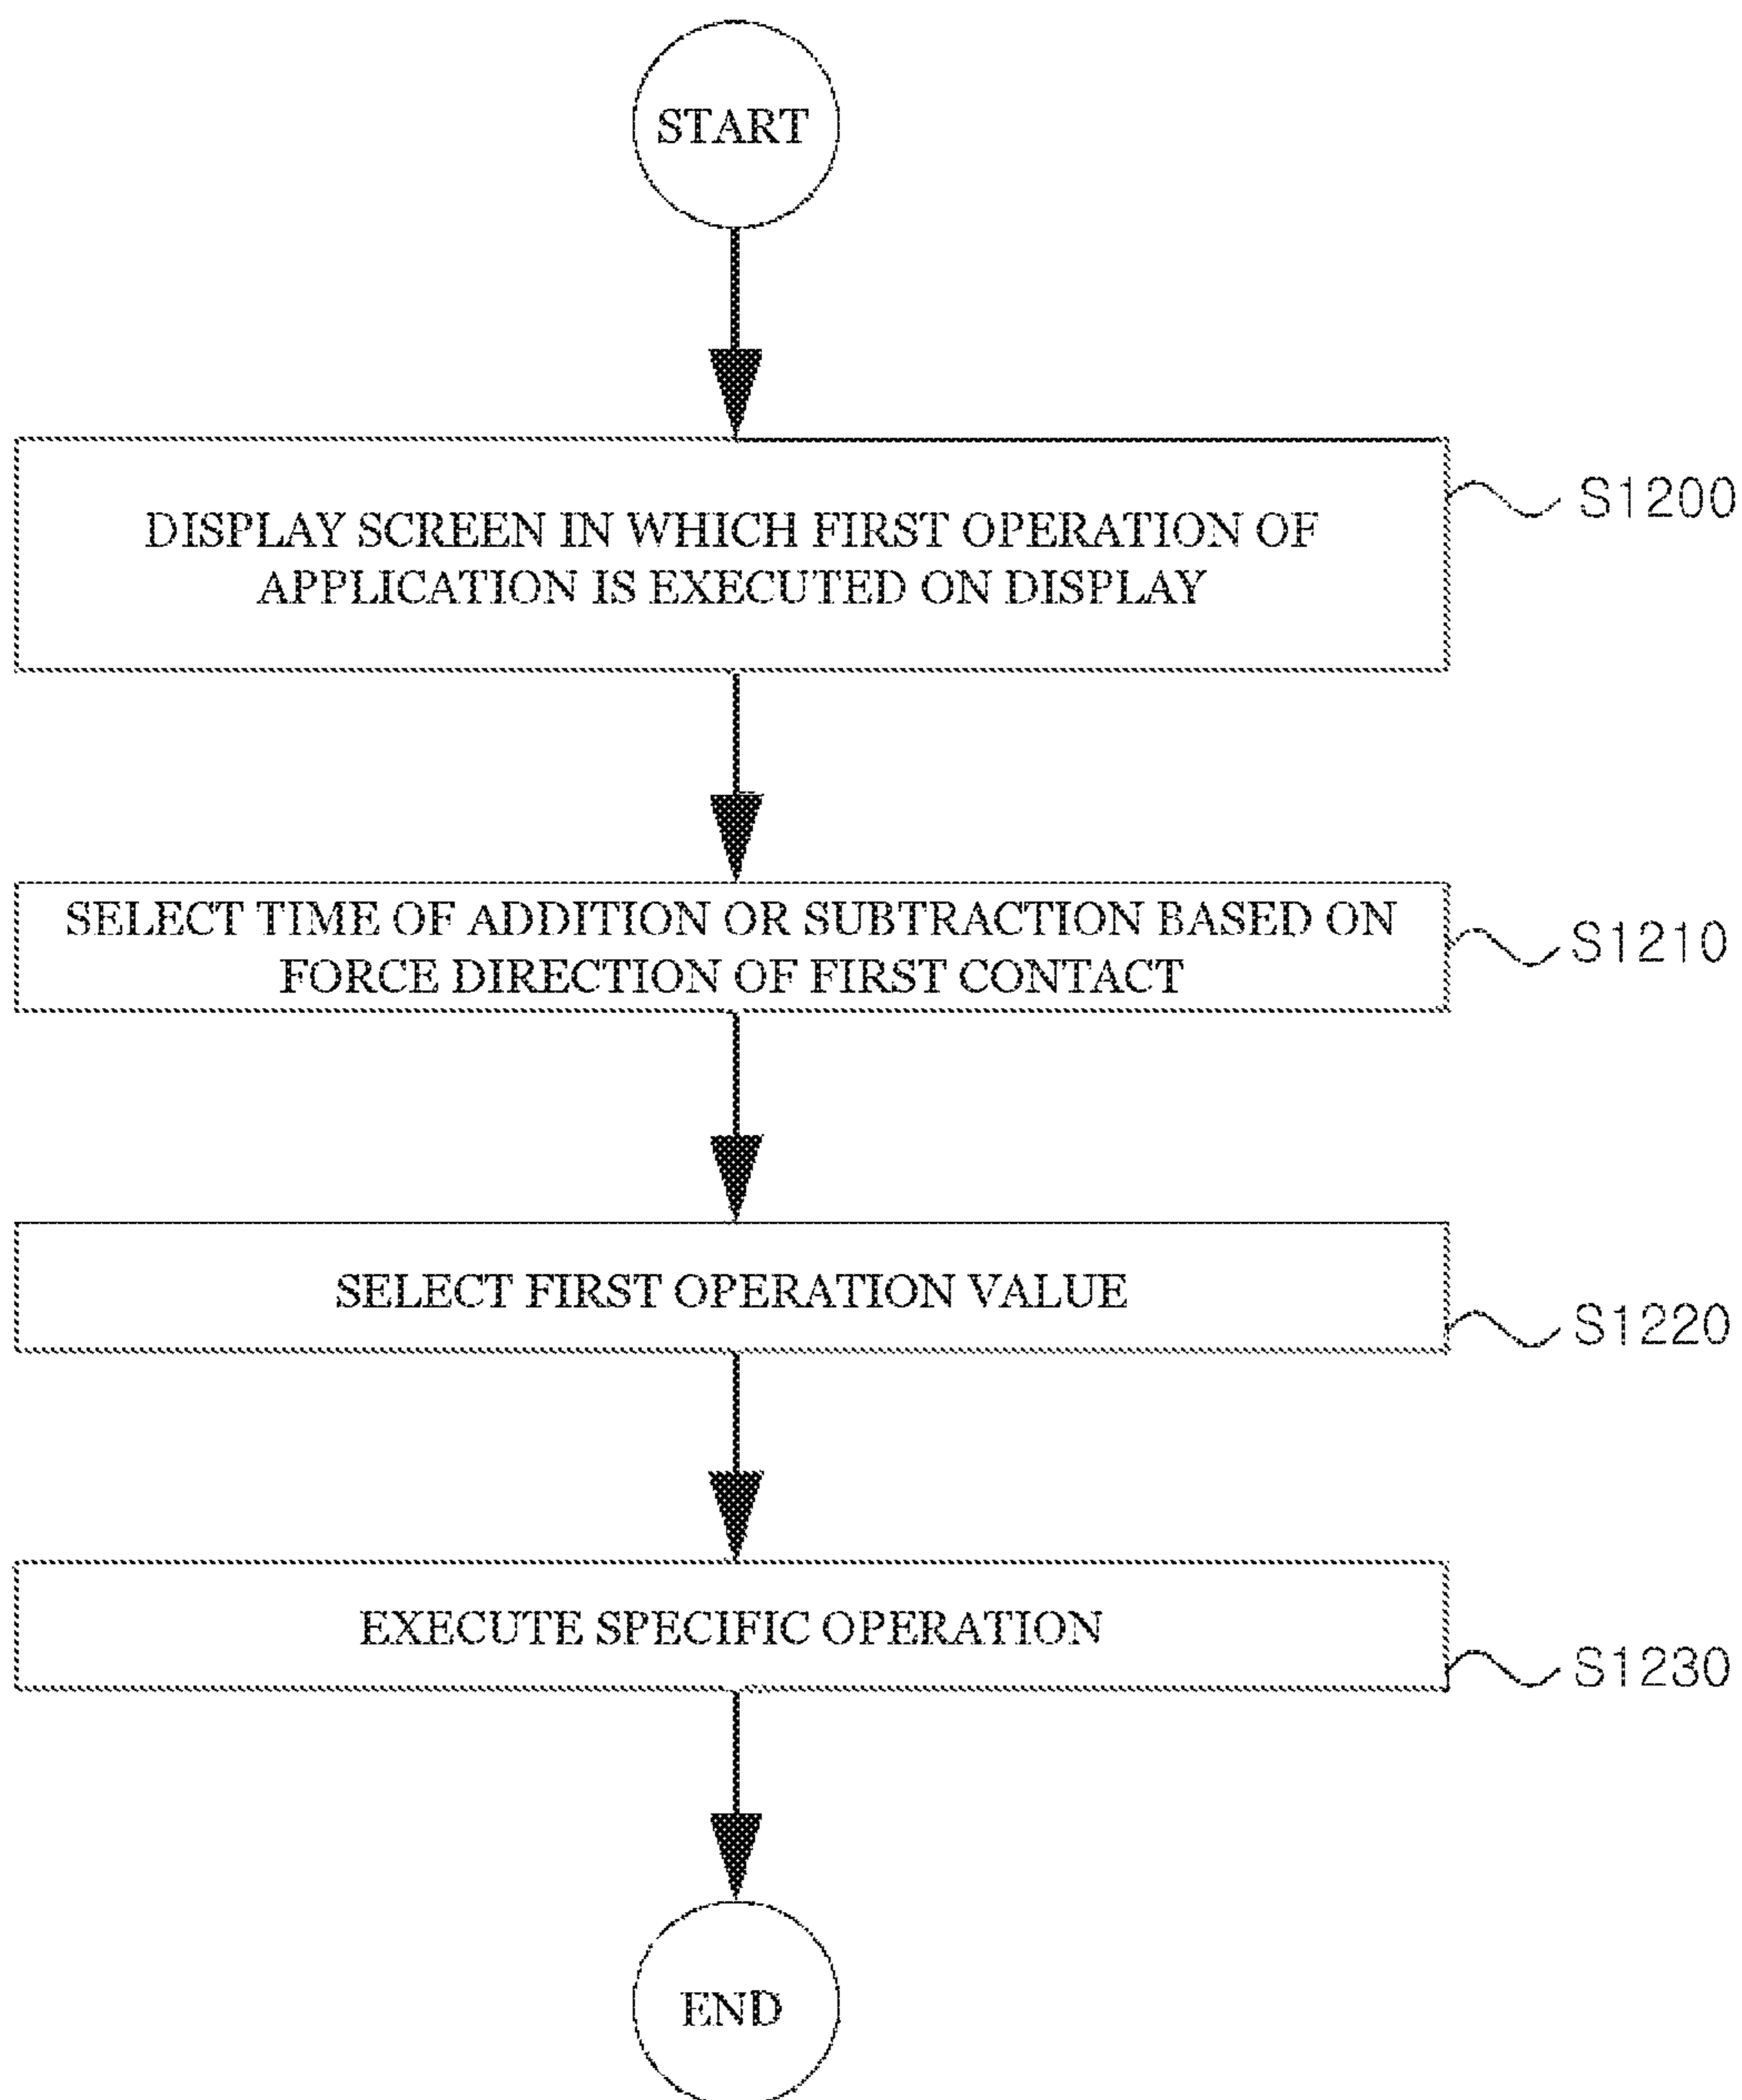 START
DISPLAY SCREEN IN WHICH FIRST OPERATION OF
APPLICATION IS EXECUTED ON DISPLAY
S1200
SELECT TIME OF ADDITION OR SUBTRACTION BASED ON
FORCE DIRECTION OF FIRST CONTACT
S1210
SELECT FIRST OPERATION VALUE
S1220
EXECUTE SPECIFIC OPERATION
S1230
END